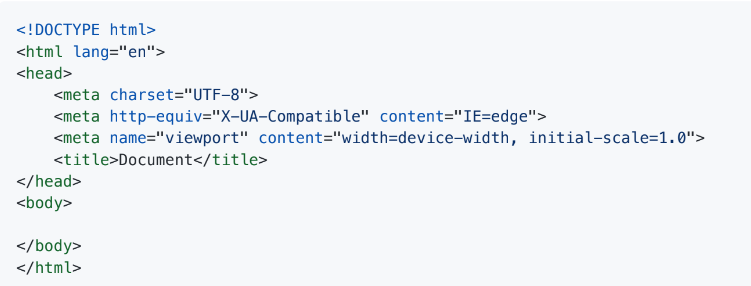 <!DOCTYPE html>
<html lang="en">
<head>
    <meta charset="UTF-8">
    <meta http-equiv="X-UA-Compatible" content="IE=edge">
    <meta name="viewport" content="width=device-width, initial-scale=1.0">
    <title>Document</title>
</head>
<body>

</body>
</html>